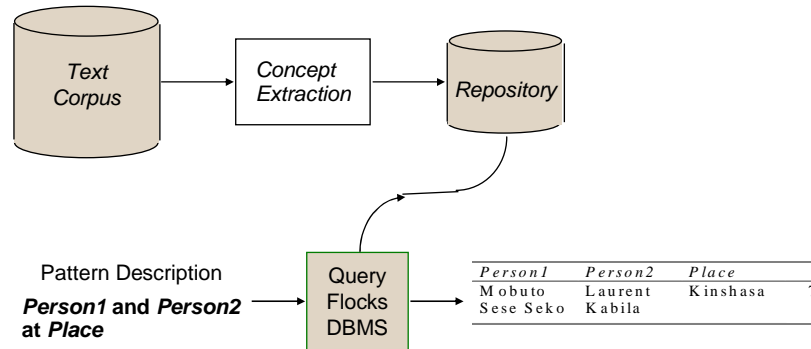 Text
Corpus
Concept
Extraction
Repository
Pattern Description
Person1 and Person2
at Place
Query
Flocks
DBMS
Person1 Person2 Place
Mobuto Laurent Kinshasa
Sese Seko Kabila